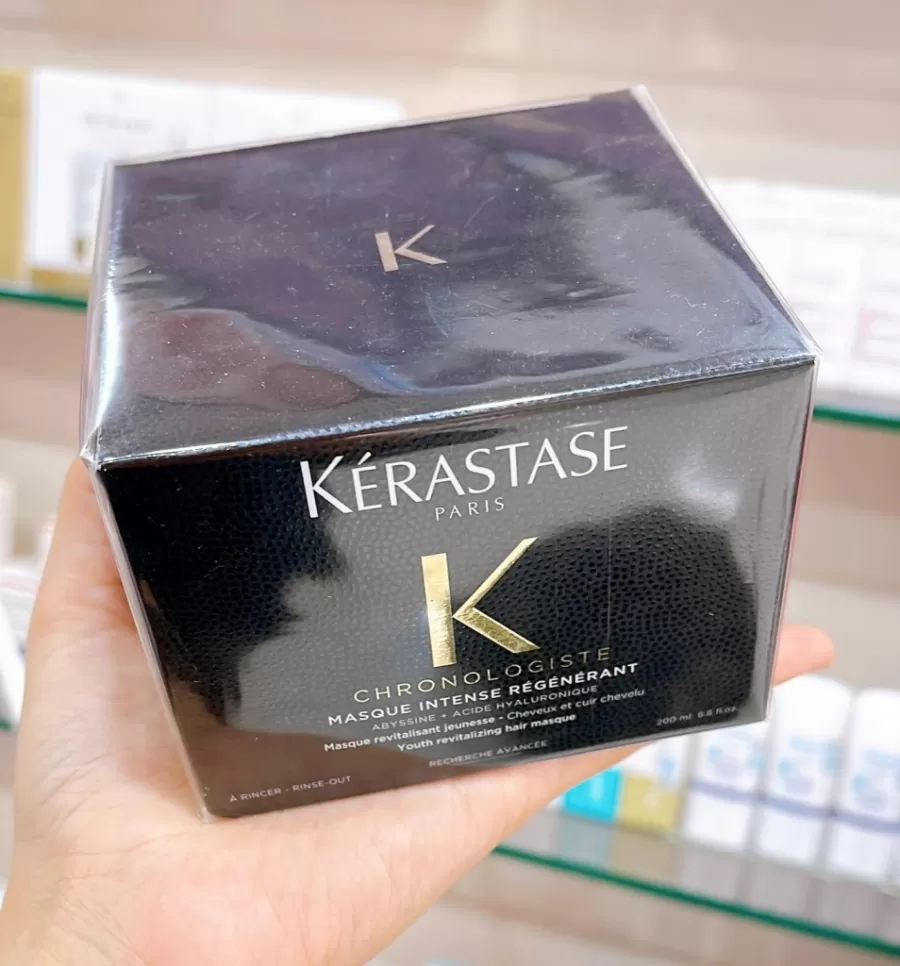 K
KÉRASTASE
PARIS
K
CHRONOLOGISTE
MASQUE INTENSE RÉGÉNÉRANT
ABYSSINE + ACIDE HYALURONIQUE
Masque revitalisant jeunesse - Cheveux et cuir chevelu
Youth revitalizing hair masque
RECHERCHE AVANCÉE
200 ml 6.8 fl.oz.
À RINCER - RINSE-OUT